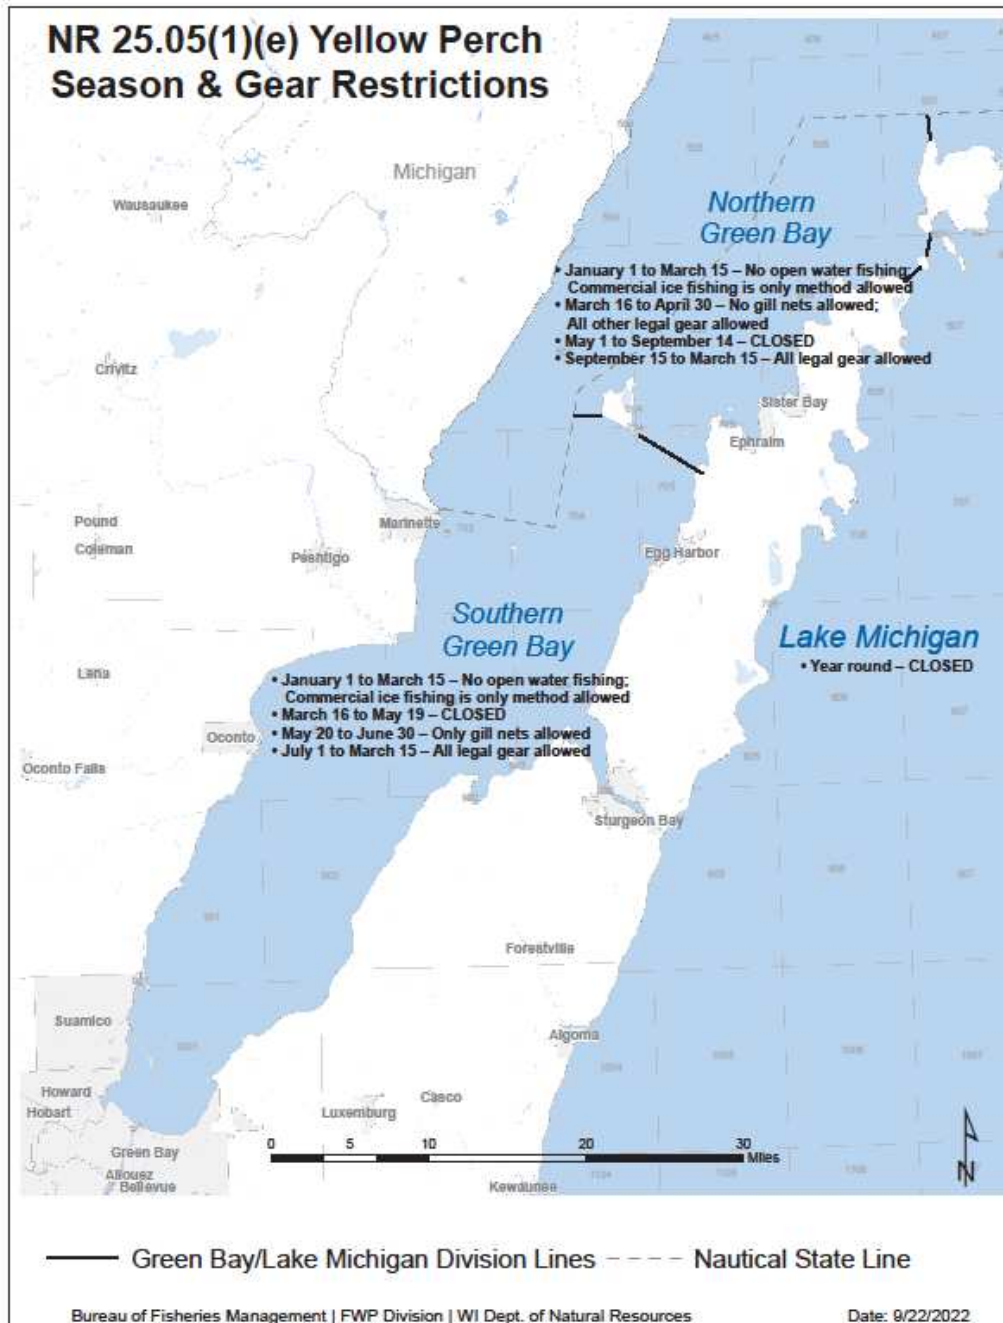 NR 25.05(1)(e) Yellow Perch
Season & Gear Restrictions
Michigan
Wausaukee
Northern
Green Bay
• January 1 to March 15 – No open water fishing;
Commercial ice fishing is only method allowed
• March 16 to April 30 – No gill nets allowed;
All other legal gear allowed
• May 1 to September 14 – CLOSED
• September 15 to March 15 – All legal gear allowed
Crivitz
Sister Bay
Ephraim
Pound
Coleman
Marinette
Peshtigo
Egg Harbor
Southern
Green Bay
Lake Michigan
• Year round – CLOSED
Lena
• January 1 to March 15 – No open water fishing;
Commercial ice fishing is only method allowed
• March 16 to May 19 – CLOSED
• May 20 to June 30 – Only gill nets allowed
• July 1 to March 15 – All legal gear allowed
Oconto
Oconto Falls
Sturgeon Bay
Forestville
Suamico
Algoma
Howard
Hobart
Casco
Luxemburg
Green Bay
Allouez
Bellevue
0 5 10 20 30
Miles
N
Kewaunee
Green Bay/Lake Michigan Division Lines
Nautical State Line
Bureau of Fisheries Management | FWP Division | WI Dept. of Natural Resources
Date: 9/22/2022